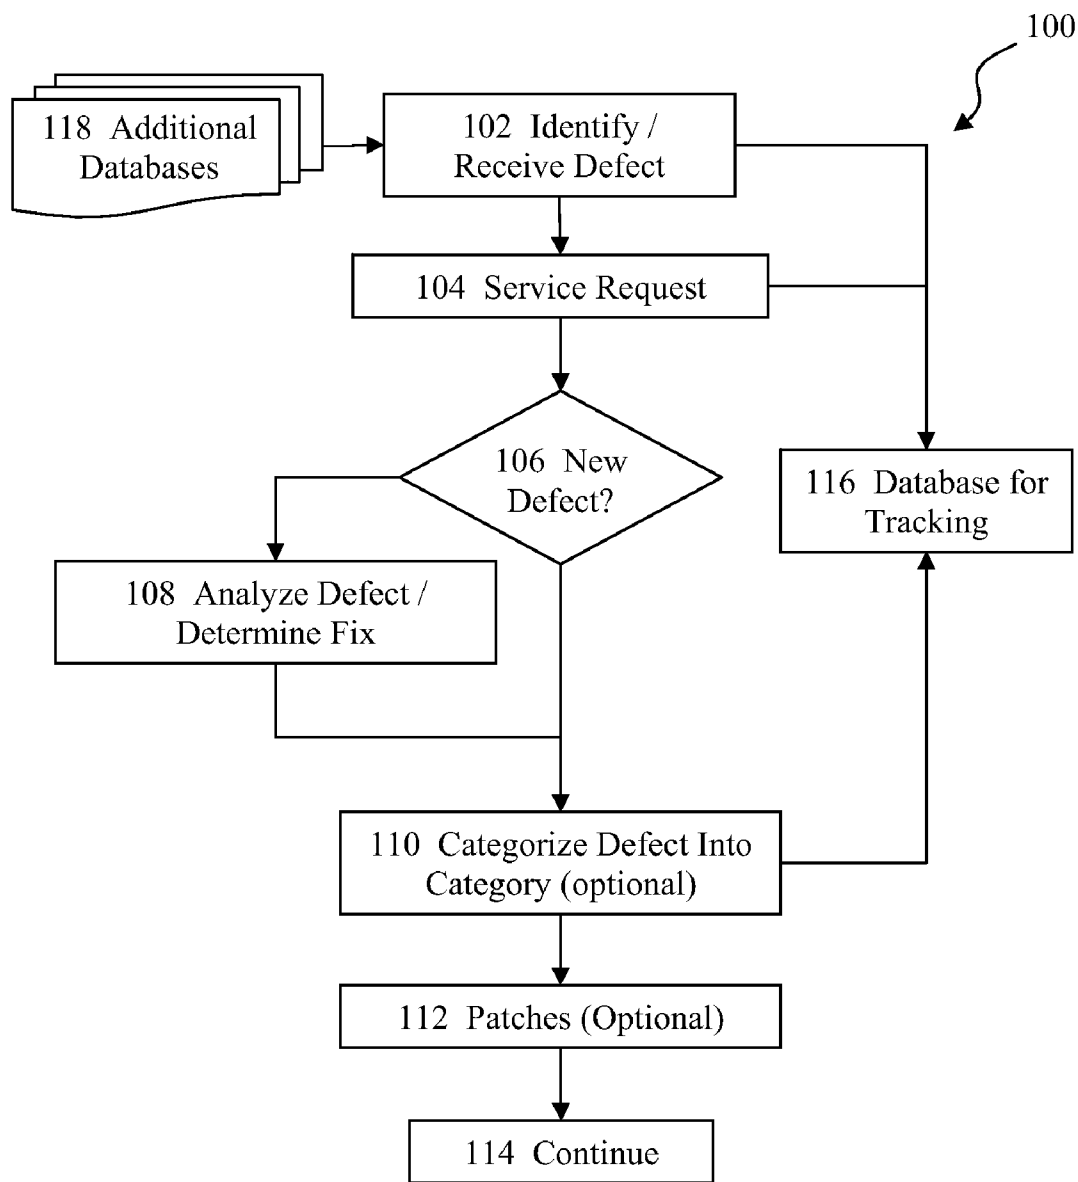 100
118 Additional
Databases
102 Identify /
Receive Defect
104 Service Request
106 New
Defect?
116 Database for
Tracking
108 Analyze Defect /
Determine Fix
110 Categorize Defect Into
Category (optional)
112 Patches (Optional)
114 Continue